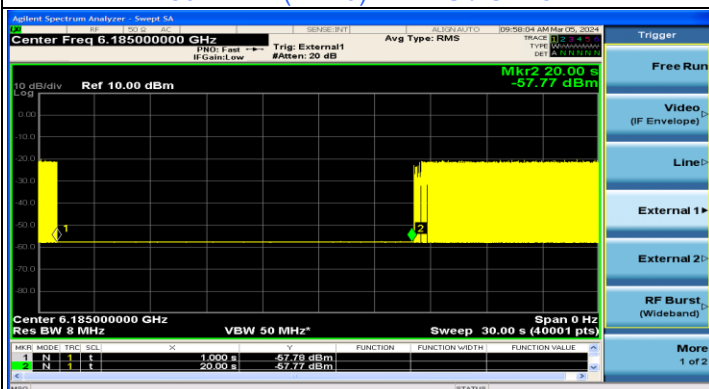 Agilent Spectrum Analyzer - Swept SA
RF 50 Ω AC SENSE:INT ALIGN AUTO 09:58:04 AM Mar 05, 2024
Center Freq 6.185000000 GHz
PNO: Fast
IFGain:Low
Trig: External1
#Atten: 20 dB
Avg Type: RMS
TRACE 1 2 3 4 5 6
TYPE
DET A N N N N N
Mkr2 20.00 s
-57.77 dBm
10 dB/div Ref 10.00 dBm
Log
0.00
-10.0
-20.0
-30.0
-40.0
-50.0
-60.0
-70.0
-80.0
1
2
Center 6.185000000 GHz Span 0 Hz
Res BW 8 MHz VBW 50 MHz* Sweep 30.00 s (40001 pts)
MKR MODE TRC SCL X Y FUNCTION FUNCTION WIDTH FUNCTION VALUE
1 N 1 t 1.000 s -57.78 dBm
2 N 1 t 20.00 s -57.77 dBm
MSG STATUS
Trigger
Free Run
Video
(IF Envelope)
Line
External 1
External 2
RF Burst
(Wideband)
More
1 of 2